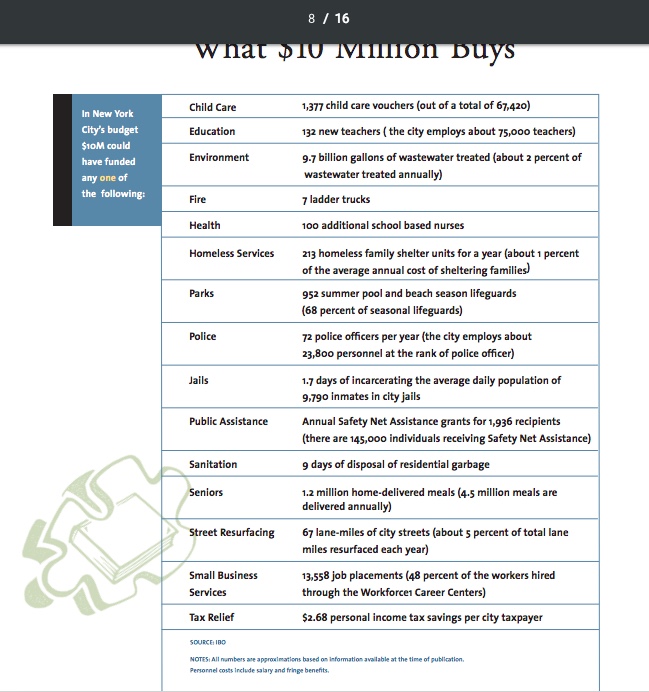 8 / 16
What $10 Million Buys
In New York
City's budget
$10M could
have funded
any one of
the following:
Child Care 1,377 child care vouchers (out of a total of 67,420)
Education 132 new teachers ( the city employs about 75,000 teachers)
Environment 9.7 billion gallons of wastewater treated (about 2 percent of
wastewater treated annually)
Fire 7 ladder trucks
Health 100 additional school based nurses
Homeless Services 213 homeless family shelter units for a year (about 1 percent
of the average annual cost of sheltering families)
Parks 952 summer pool and beach season lifeguards
(68 percent of seasonal lifeguards)
Police 72 police officers per year (the city employs about
23,800 personnel at the rank of police officer)
Jails 1.7 days of incarcerating the average daily population of
9,790 inmates in city jails
Public Assistance Annual Safety Net Assistance grants for 1,936 recipients
(there are 145,000 individuals receiving Safety Net Assistance)
Sanitation 9 days of disposal of residential garbage
Seniors 1.2 million home-delivered meals (4.5 million meals are
delivered annually)
Street Resurfacing 67 lane-miles of city streets (about 5 percent of total lane
miles resurfaced each year)
Small Business 13,558 job placements (48 percent of the workers hired
Services through the Workforce1 Career Centers)
Tax Relief $2.68 personal income tax savings per city taxpayer
SOURCE: IBO
NOTES: All numbers are approximations based on information available at the time of publication.
Personnel costs include salary and fringe benefits.